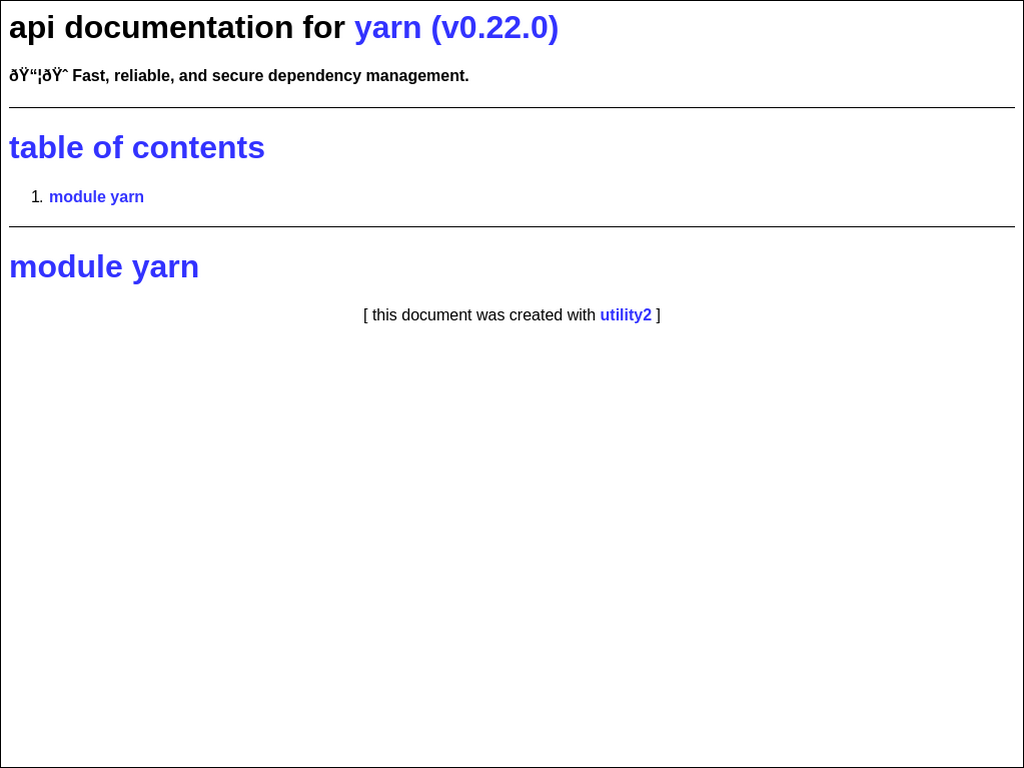 api documentation for yarn (v0.22.0)
ðŸ“¦ðŸˆ Fast, reliable, and secure dependency management.
table of contents
1. module yarn
module yarn
[ this document was created with utility2 ]